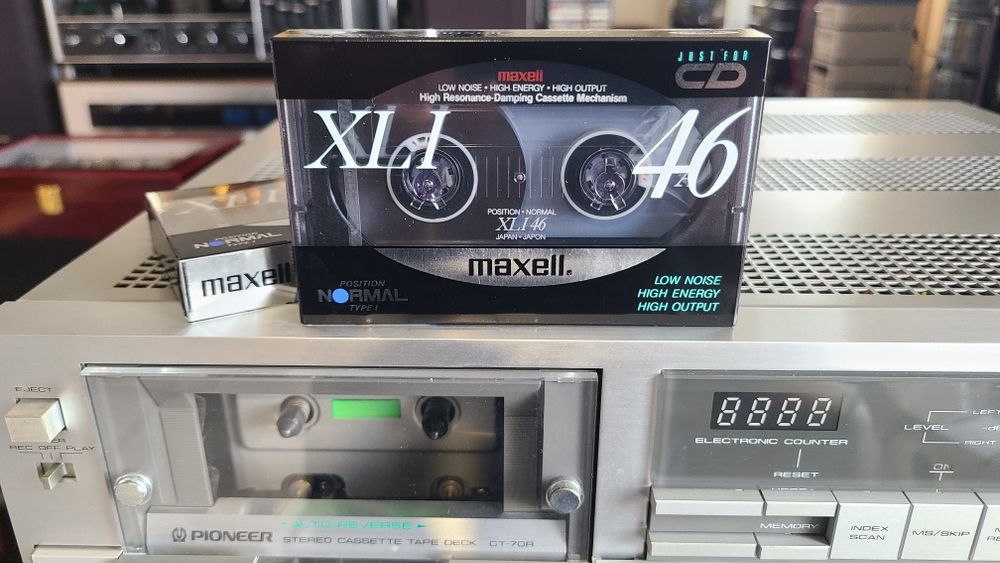 JUST FOR
CD
maxell
LOW NOISE • HIGH ENERGY • HIGH OUTPUT
High Resonance-Damping Cassette Mechanism
XLI
46
A
POSITION • NORMAL
XLI 46
JAPAN • JAPON
maxell.
POSITION
NORMAL
TYPE I
LOW NOISE
HIGH ENERGY
HIGH OUTPUT
NORMAL
maxell
EJECT
REC OFF PLAY
8888
ELECTRONIC COUNTER
RESET
LEVEL
LEFT
RIGHT
MEMORY
INDEX
SCAN
MS/SKIP
AUTO REVERSE
PIONEER
STEREO CASSETTE TAPE DECK CT-70R